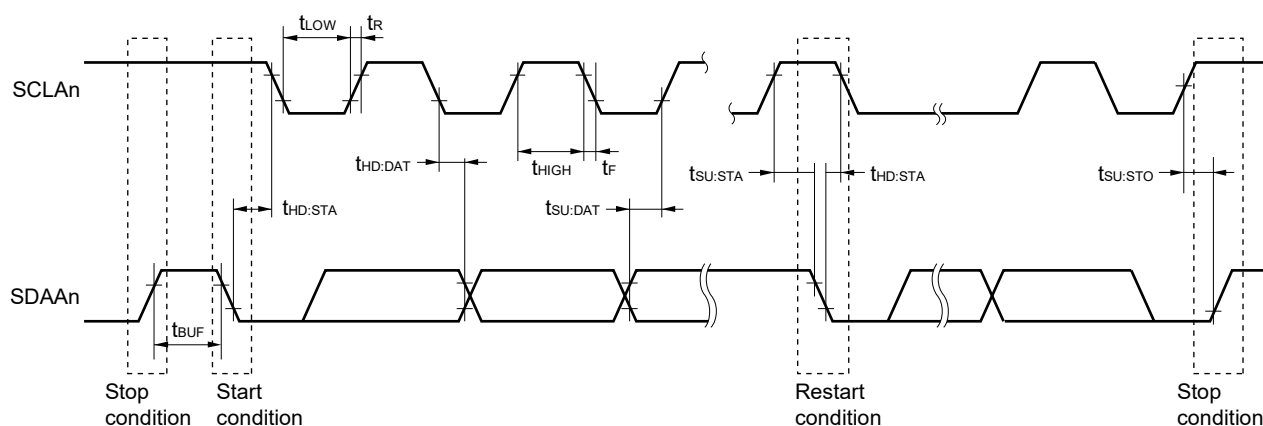 tLOW
tR
SCLAn
tHD:DAT
tHIGH
tF
tSU:STA
tHD:STA
tSU:STO
tHD:STA
tSU:DAT
SDAAn
tBUF
Stop
condition
Start
condition
Restart
condition
Stop
condition